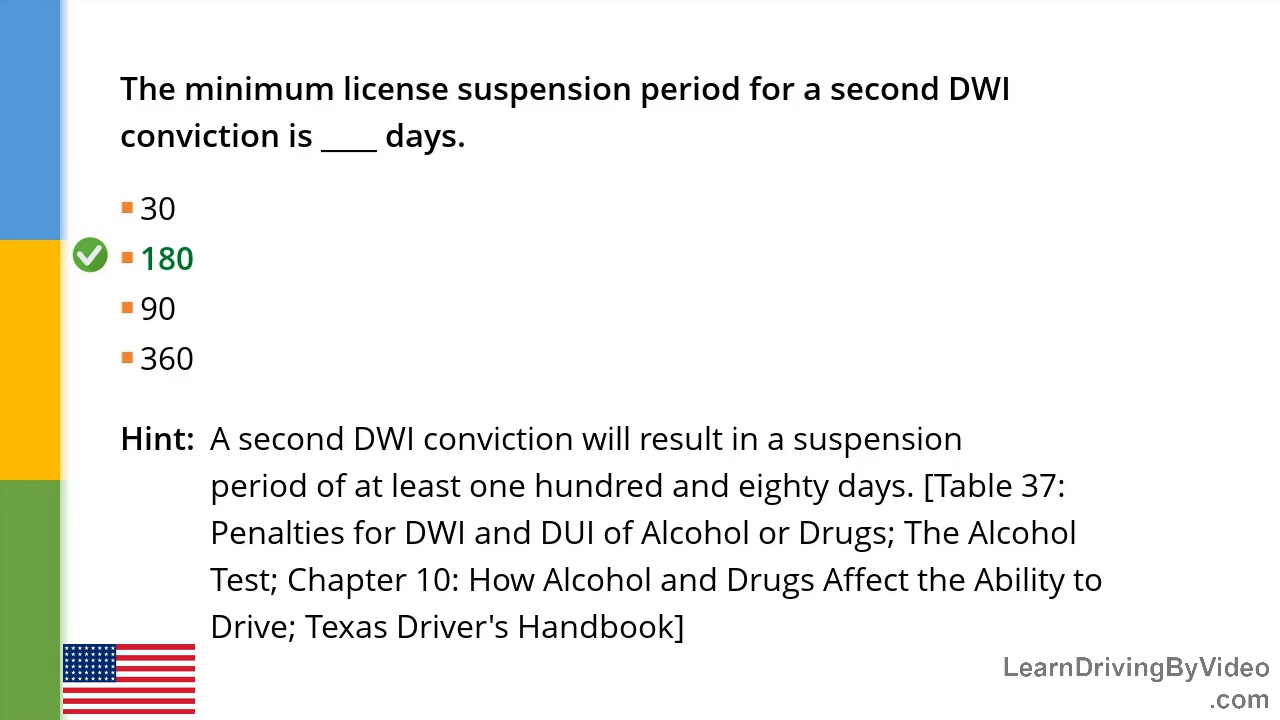 The minimum license suspension period for a second DWI
conviction is ____ days.
30
180
90
360
Hint: A second DWI conviction will result in a suspension
period of at least one hundred and eighty days. [Table 37:
Penalties for DWI and DUI of Alcohol or Drugs; The Alcohol
Test; Chapter 10: How Alcohol and Drugs Affect the Ability to
Drive; Texas Driver's Handbook]
LearnDrivingByVideo
.com